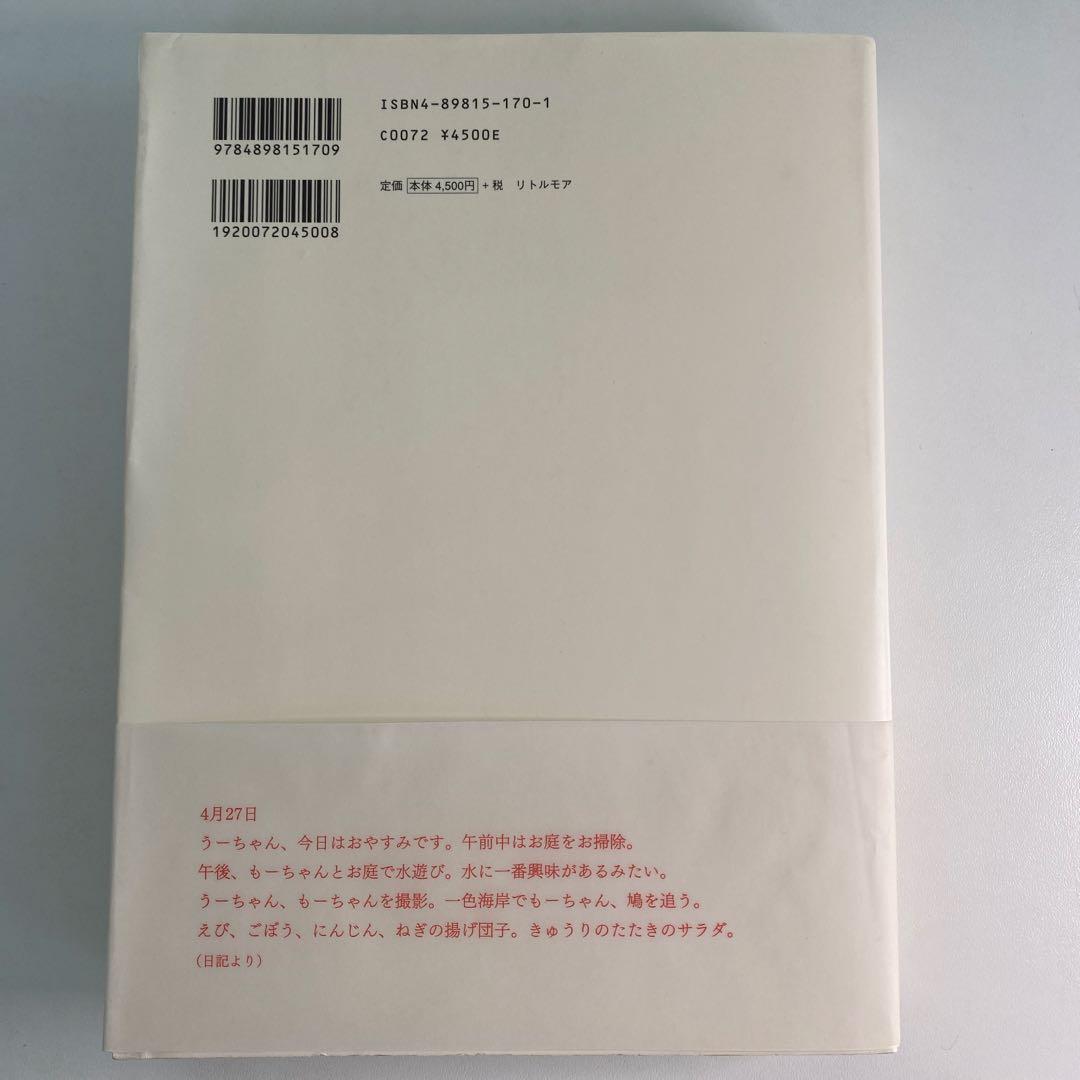 ISBN4-89815-170-1
9784898151709
C0072 ¥4500E
定価 本体 4,500円 + 税 リトルモア
1920072045008
4月27日
うーちゃん、今日はおやすみです。午前中はお庭をお掃除。
午後、もーちゃんとお庭で水遊び。水に一番興味があるみたい。
うーちゃん、もーちゃんを撮影。一色海岸でもーちゃん、鳩を追う。
えび、ごぼう、にんじん、ねぎの揚げ団子。きゅうりのたたきのサラダ。
（日記より）